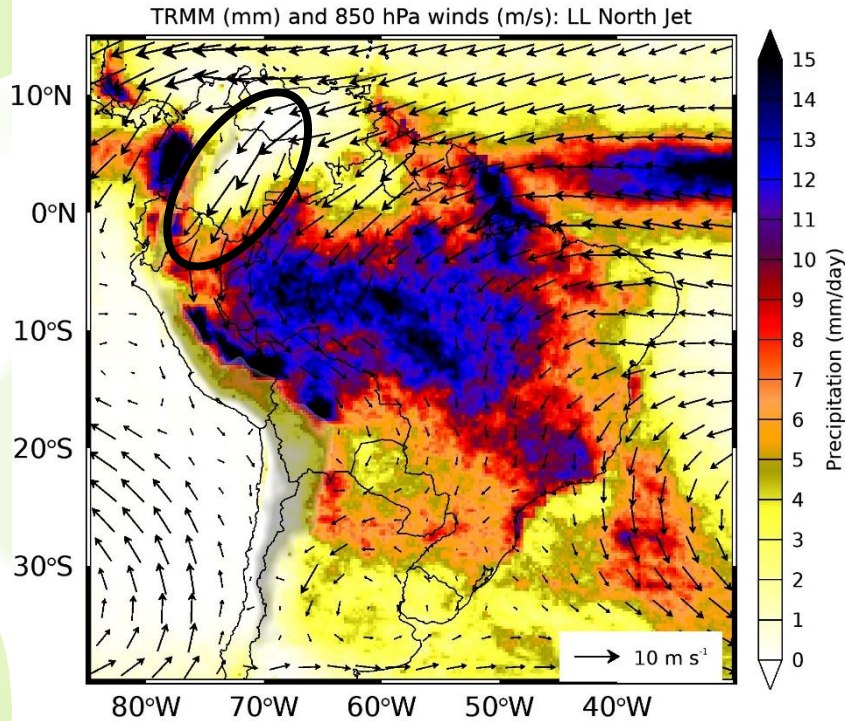 TRMM (mm) and 850 hPa winds (m/s): LL North Jet
10°N
0°N
10°S
20°S
30°S
80°W 70°W 60°W 50°W 40°W
10 m s⁻¹
15
14
13
12
11
10
9
8
7
6
5
4
3
2
1
0
Precipitation (mm/day)